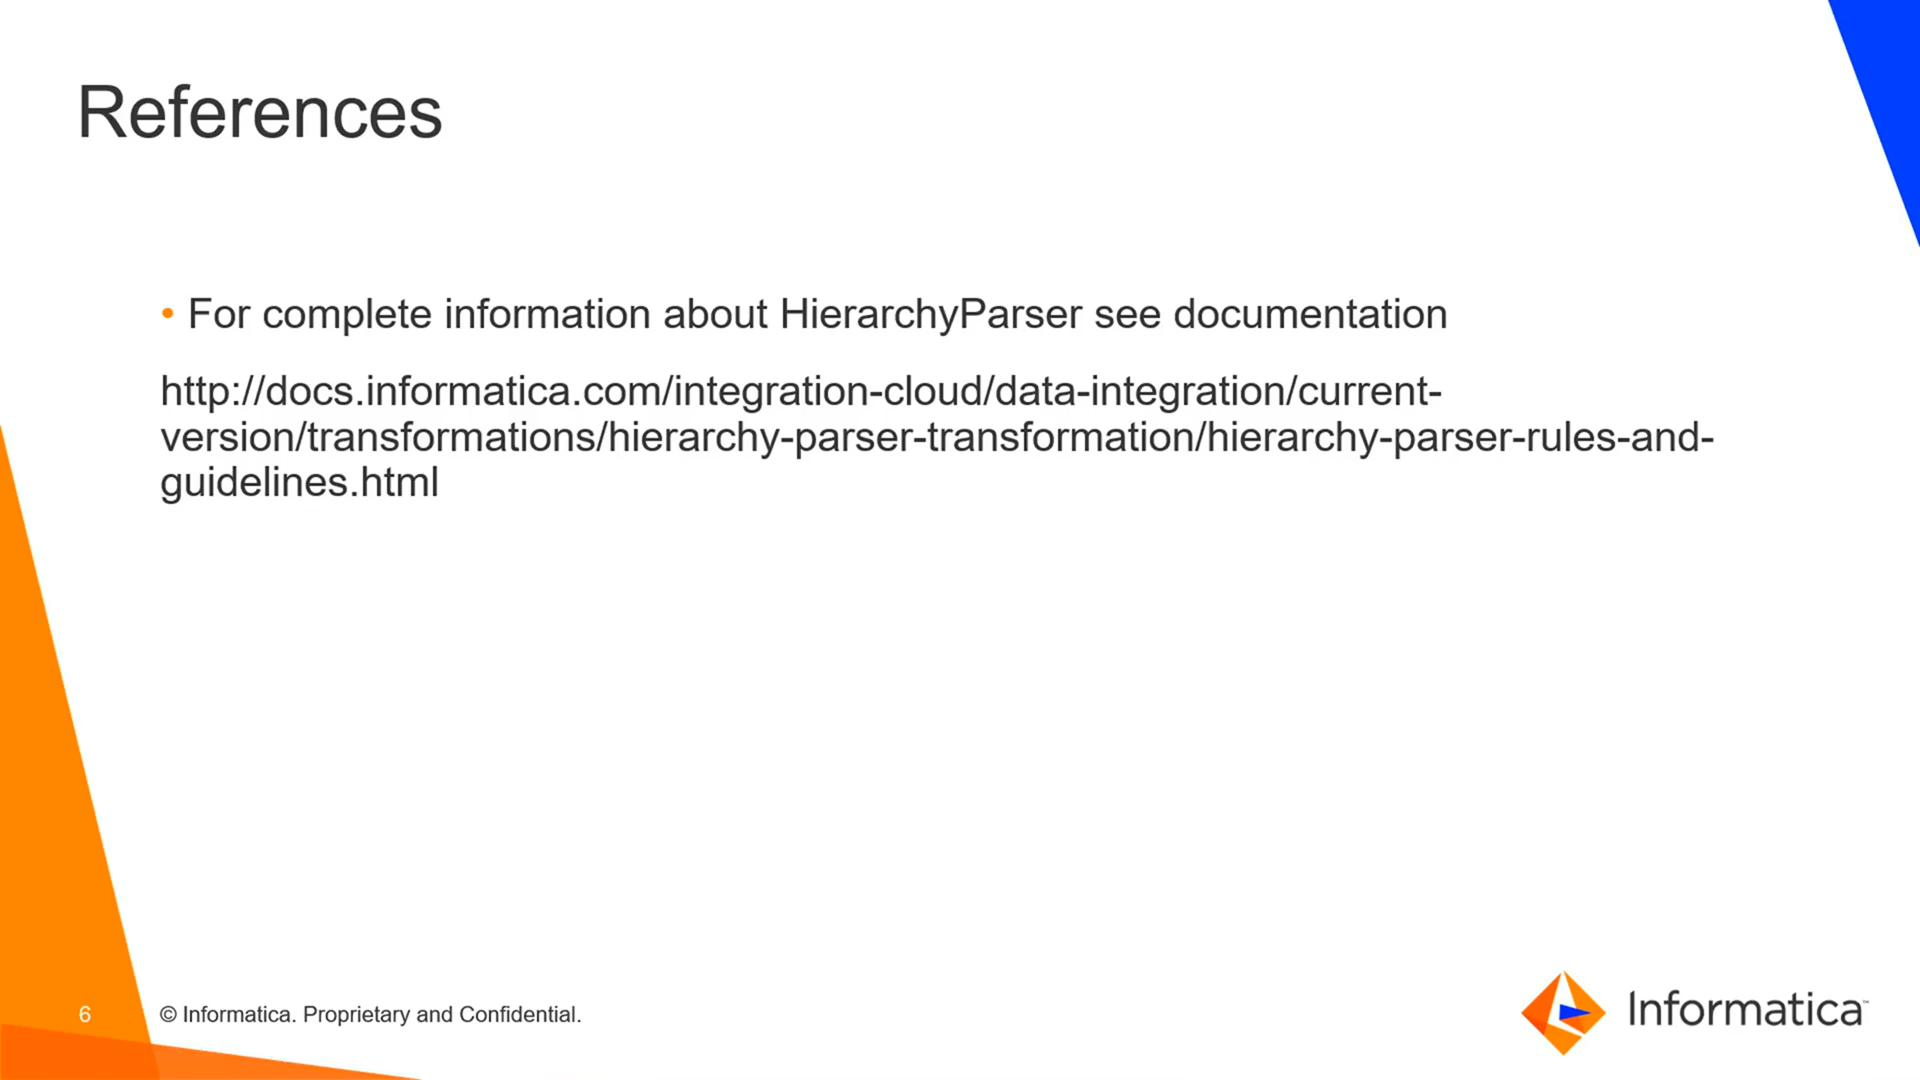 References
• For complete information about HierarchyParser see documentation
http://docs.informatica.com/integration-cloud/data-integration/current-
version/transformations/hierarchy-parser-transformation/hierarchy-parser-rules-and-
guidelines.html
6
© Informatica. Proprietary and Confidential.
Informatica™